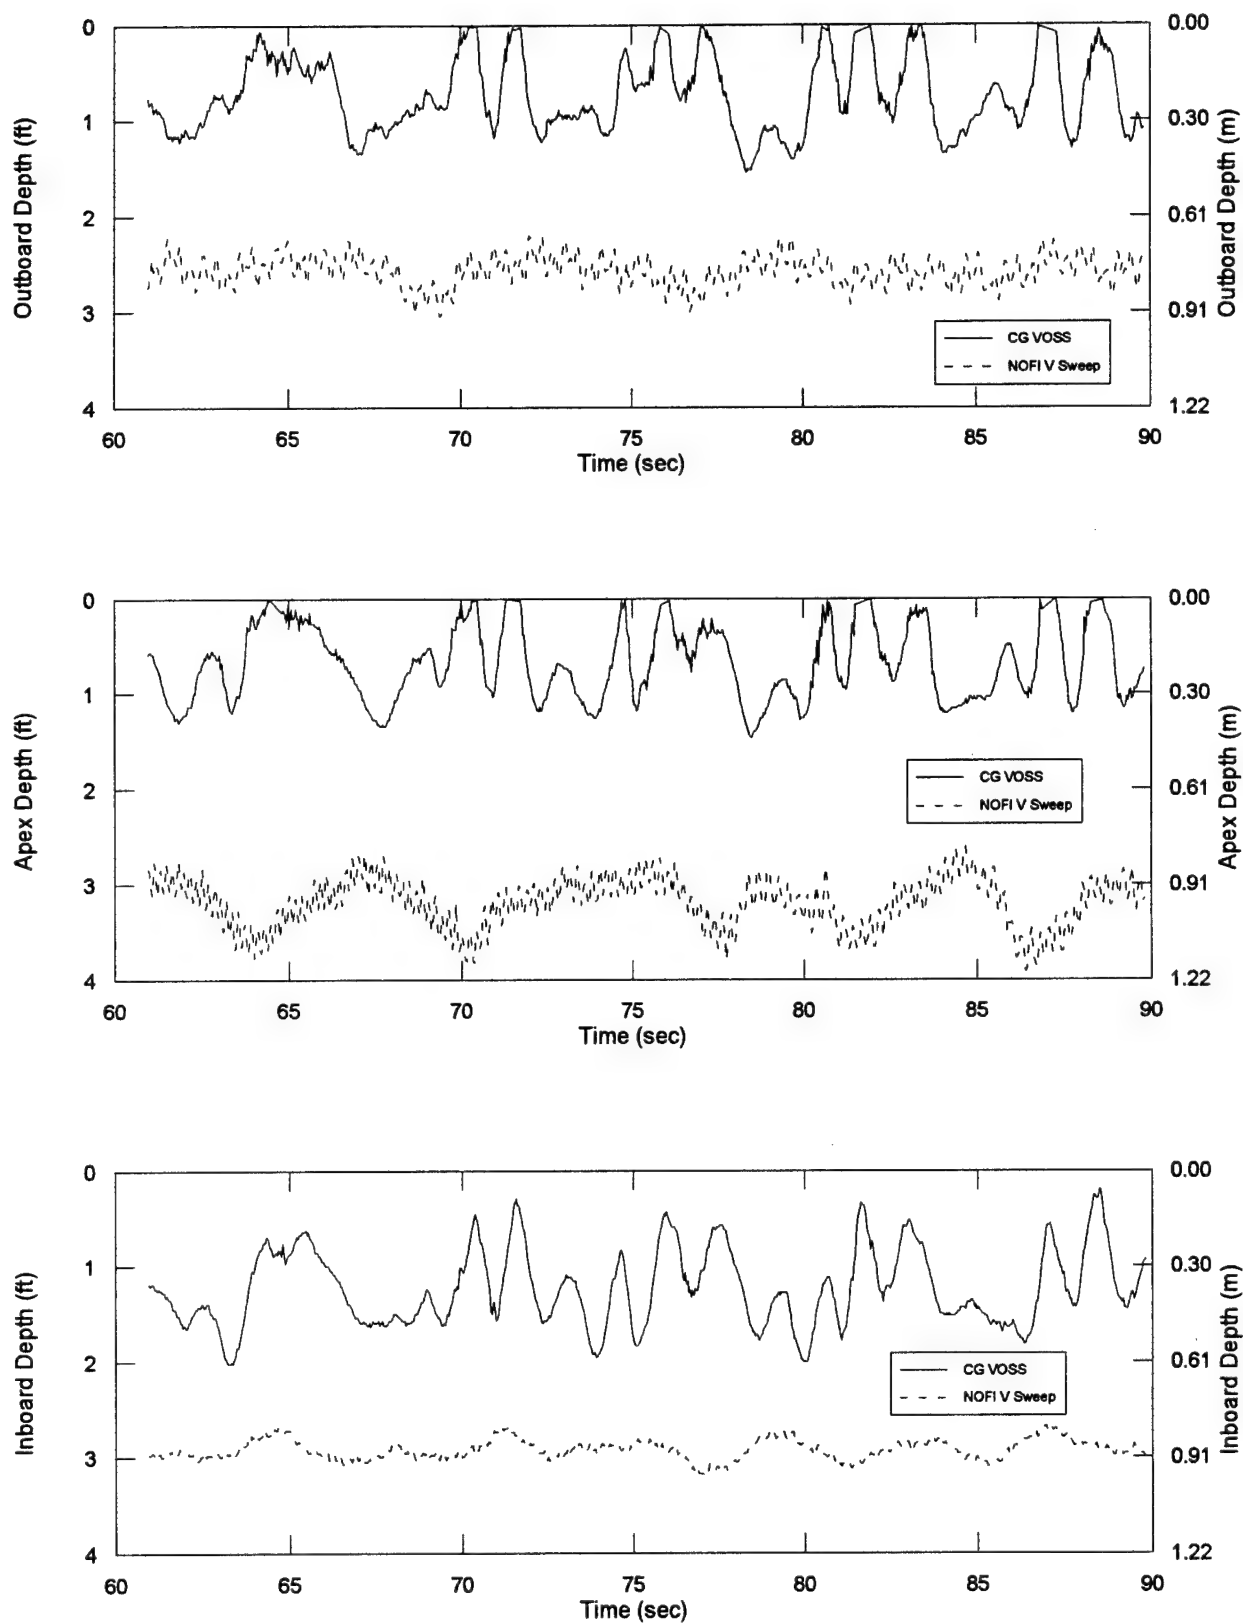 0
1
2
3
4
Outboard Depth (ft)
0.00
0.30
0.61
0.91
1.22
Outboard Depth (m)
CG VOSS
NOFI V Sweep
60 65 70 75 80 85 90
Time (sec)
0
1
2
3
4
Apex Depth (ft)
0.00
0.30
0.61
0.91
1.22
Apex Depth (m)
CG VOSS
NOFI V Sweep
60 65 70 75 80 85 90
Time (sec)
0
1
2
3
4
Inboard Depth (ft)
0.00
0.30
0.61
0.91
1.22
Inboard Depth (m)
CG VOSS
NOFI V Sweep
60 65 70 75 80 85 90
Time (sec)